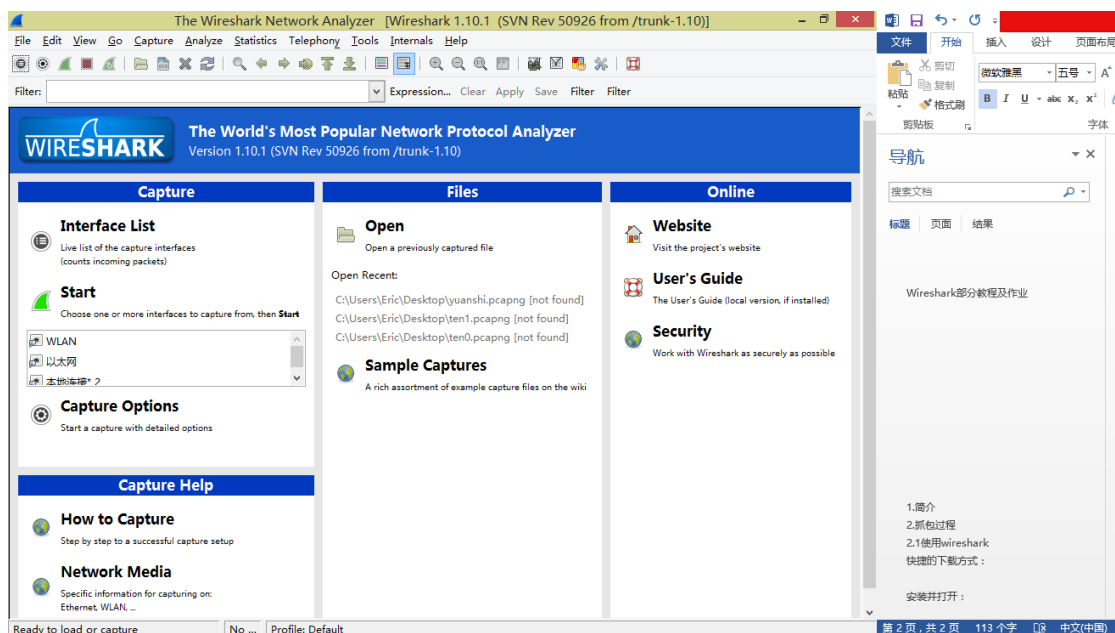 The Wireshark Network Analyzer [Wireshark 1.10.1 (SVN Rev 50926 from /trunk-1.10)]
File Edit View Go Capture Analyze Statistics Telephony Tools Internals Help
Filter: Expression... Clear Apply Save Filter Filter
WIRESHARK
The World's Most Popular Network Protocol Analyzer
Version 1.10.1 (SVN Rev 50926 from /trunk-1.10)
Capture
Interface List
Live list of the capture interfaces
(counts incoming packets)
Start
Choose one or more interfaces to capture from, then Start
WLAN
以太网
本地连接* 2
Capture Options
Start a capture with detailed options
Capture Help
How to Capture
Step by step to a successful capture setup
Network Media
Specific information for capturing on:
Ethernet, WLAN, ...
Files
Open
Open a previously captured file
Open Recent:
C:\Users\Eric\Desktop\yuanshi.pcapng [not found]
C:\Users\Eric\Desktop\ten1.pcapng [not found]
C:\Users\Eric\Desktop\ten0.pcapng [not found]
Sample Captures
A rich assortment of example capture files on the wiki
Online
Website
Visit the project's website
User's Guide
The User's Guide (local version, if installed)
Security
Work with Wireshark as securely as possible
Ready to load or capture No ... Profile: Default
文件 开始 插入 设计 页面布局
粘贴
剪切
复制
格式刷
剪贴板
微软雅黑 五号 A
B I U abc X₂ X²
字体
导航
搜索文档
标题 页面 结果
Wireshark部分教程及作业
1.简介
2.抓包过程
2.1使用wireshark
快捷的下载方式：
安装并打开：
第 2 页，共 2 页 113 个字 中文(中国)